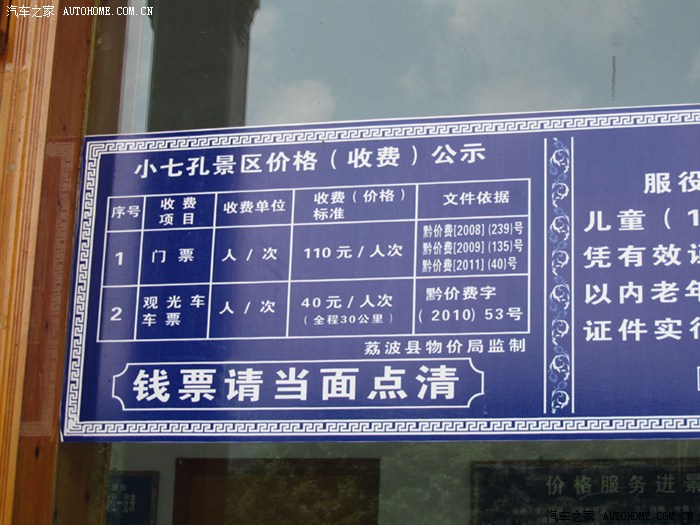 汽车之家 AUTOHOME.COM.CN
小七孔景区价格（收费）公示
序号 收费项目 收费单位 收费（价格）标准 文件依据
1 门票 人/次 110元/人次 黔价费[2008](239)号
黔价费[2009](135)号
黔价费[2011](40)号
2 观光车车票 人/次 40元/人次 黔价费字
（全程30公里） （2010）53号
荔波县物价局监制
钱票请当面点清
服役
儿童（1
凭有效证
以内老年
证件实行
价格服务进景
汽车之家 AUTOHOME.COM.CN